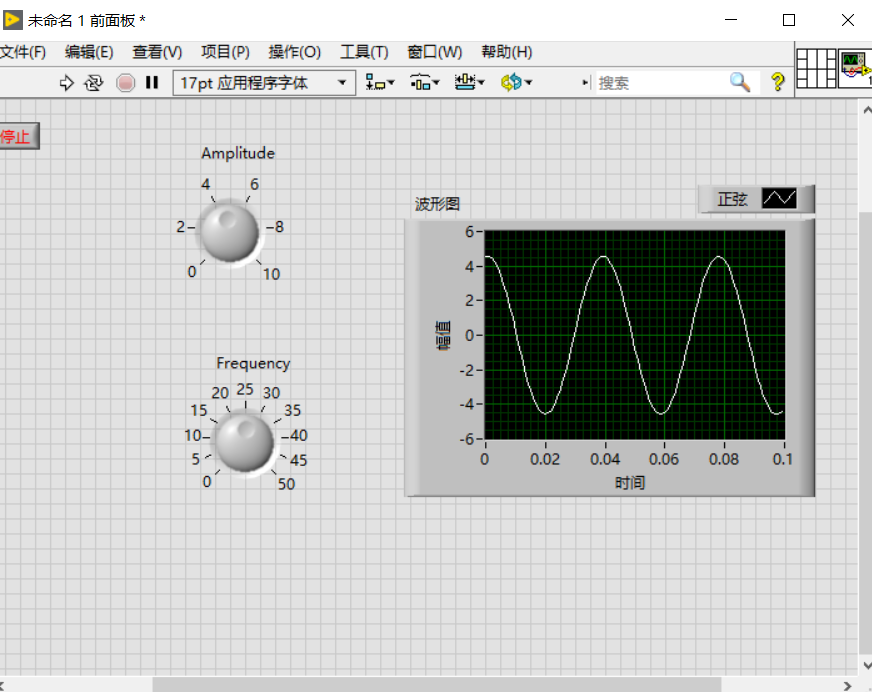 未命名 1 前面板 *
文件(F) 编辑(E) 查看(V) 项目(P) 操作(O) 工具(T) 窗口(W) 帮助(H)
17pt 应用程序字体 搜索 ?
1
停止
Amplitude
4 6
2 8
0 10
正弦
波形图
6
4
2
0
-2
-4
-6
幅值
0 0.02 0.04 0.06 0.08 0.1
时间
Frequency
20 25 30
15 35
10 40
5 45
0 50